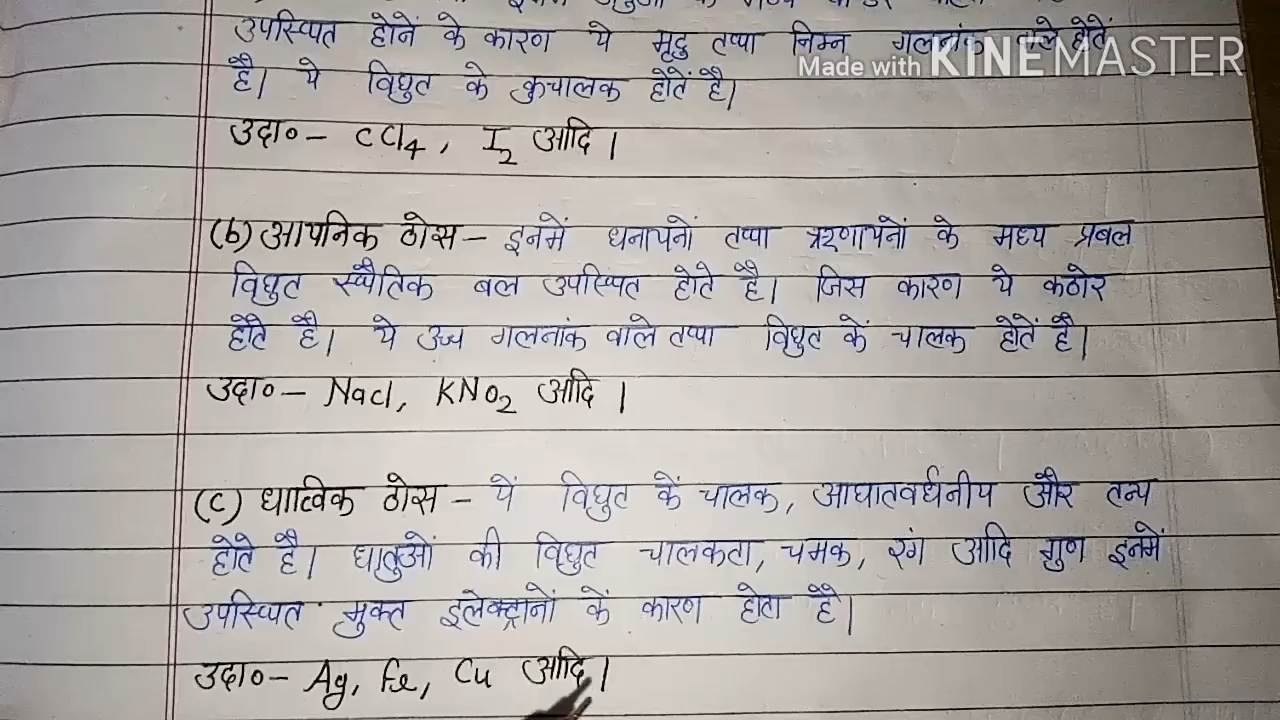 उपस्थित होनें के कारण ये मृदु तथा निम्न गलनांक वाले होतें
Made with KINEMASTER
है। ये विधुत के कुचालक होतें है।
उदा०- CCl4, I2 आदि।
(b) आयनिक ठोस - इनमें धनायनों तथा ऋणायनों के मध्य प्रबल
विधुत स्थैतिक बल उपस्थित होते है। जिस कारण ये कठोर
होते है। ये उच्च गलनांक वाले तथा विधुत कें चालक होतें है।
उदा०- Nacl, KNO2 आदि।
(c) धात्विक ठोस - यें विधुत कें चालक, आघातवर्धनीय और तन्य
होते है। धातुओं की विधुत चालकता, चमक, रंग आदि गुण इनमें
उपस्थित मुक्त इलेक्ट्रानों कें कारण होता है।
उदा०- Ag, Fe, Cu आदि।